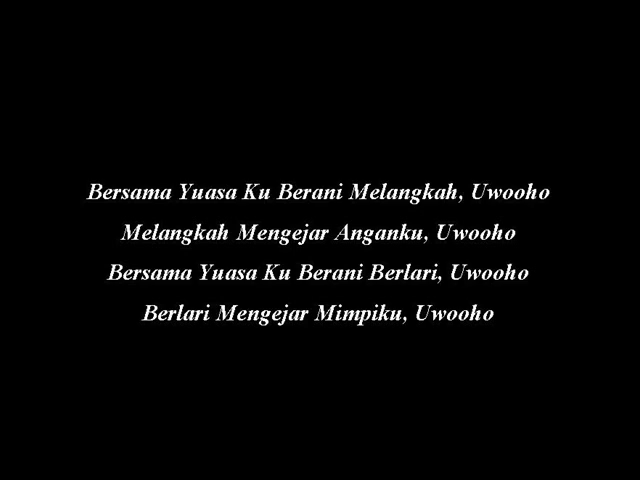 Bersama Yuasa Ku Berani Melangkah, Uwooho
Melangkah Mengejar Anganku, Uwooho
Bersama Yuasa Ku Berani Berlari, Uwooho
Berlari Mengejar Mimpiku, Uwooho